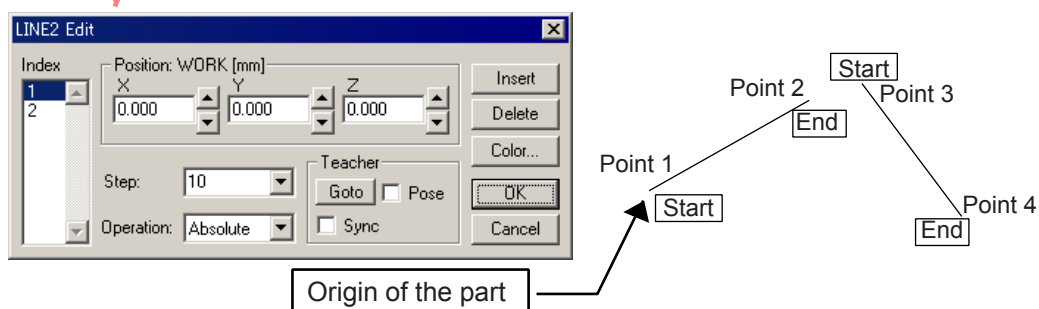 LINE2 Edit
Index
1
2
Position: WORK [mm]
X Y Z
0.000 0.000 0.000
Step: 10
Operation: Absolute
Teacher
Goto Pose
Sync
Insert
Delete
Color...
OK
Cancel
Start
Point 2 Point 3
End
Point 1
Start
Point 4
End
Origin of the part